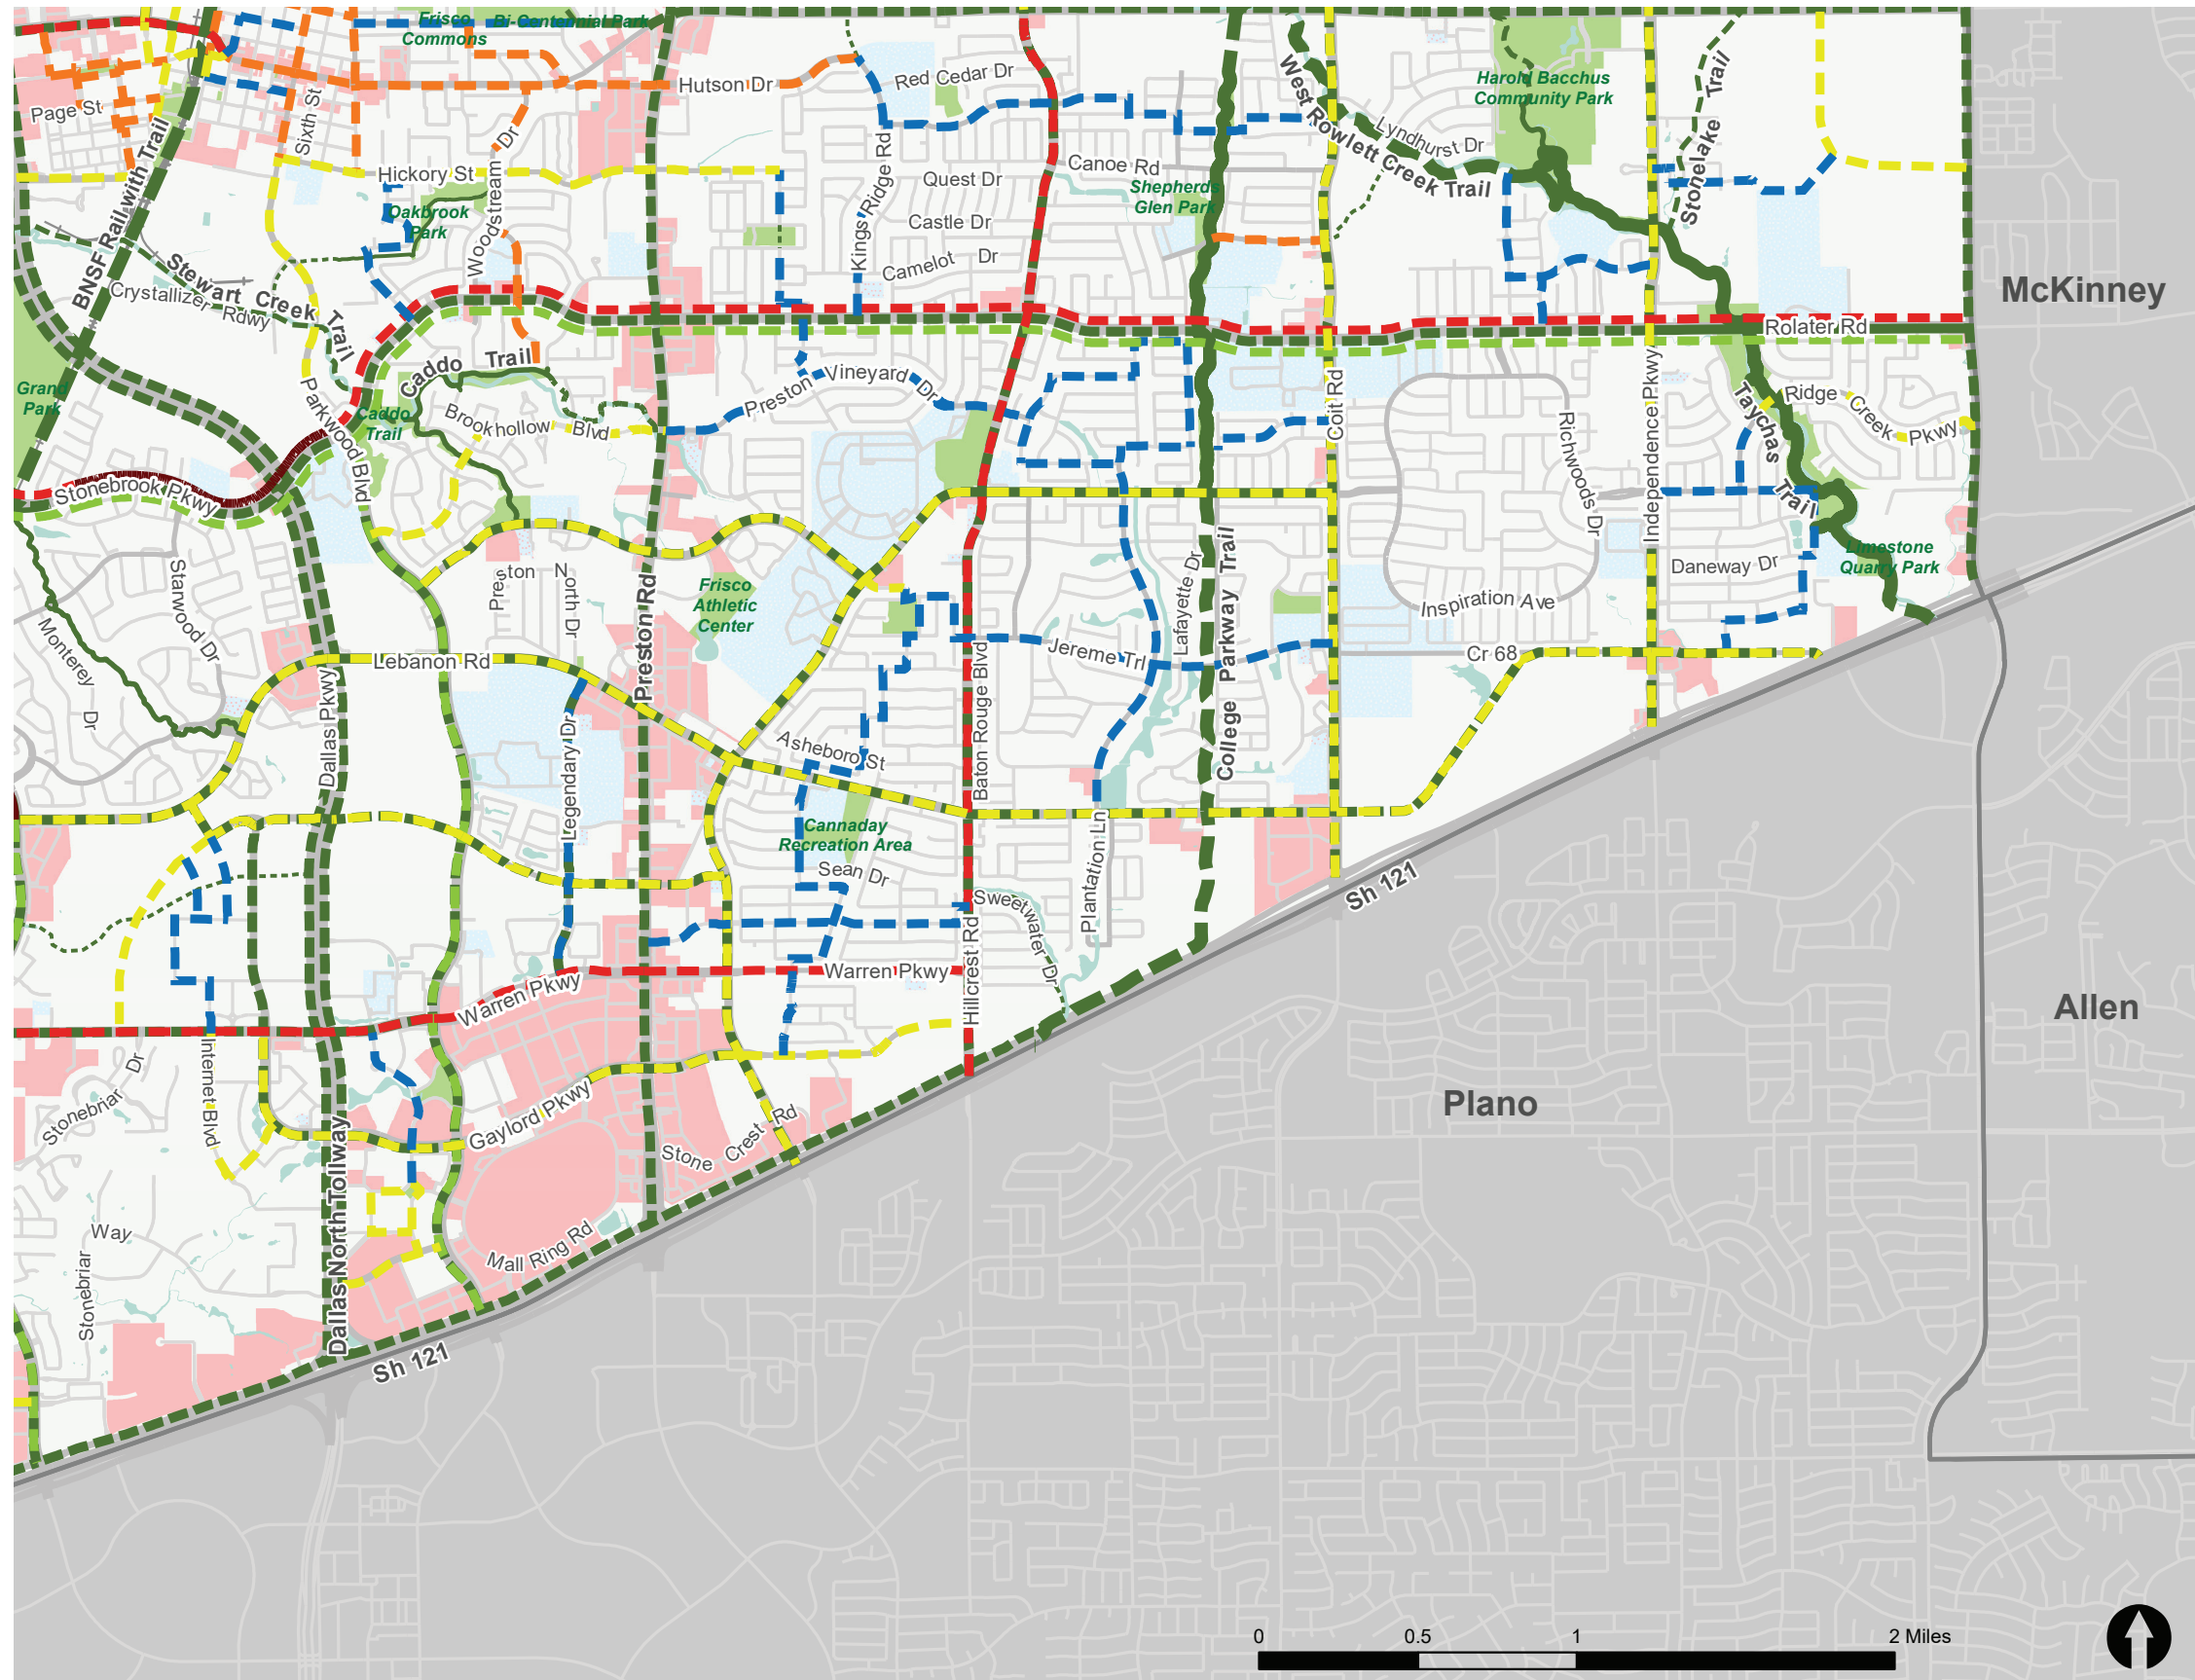 Frisco
Commons
Bi-Centennial Park
Hutson Dr
Red Cedar Dr
West Rowlett Creek Trail
Harold Bacchus
Community Park
Stonelake Trail
Page St
Sixth St
BNSF Rail with Trail
Woodstream Dr
Hickory St
Oakbrook
Park
Kings Ridge Rd
Canoe Rd
Quest Dr
Castle Dr
Camelot Dr
Shepherds
Glen Park
Lyndhurst Dr
McKinney
Stewart Creek Trail
Crystallizer Rdwy
Rolater Rd
Grand
Park
Caddo Trail
Caddo
Trail
Parkwood Blvd
Brookhollow Blvd
Preston Vineyard Dr
Coit Rd
Richwoods Dr
Independence Pkwy
Taychas Trail
Ridge Creek Pkwy
Stonebrook Pkwy
Starwood Dr
Monterey Dr
Preston North Dr
Preston Rd
Frisco
Athletic
Center
Lafayette Dr
College Parkway Trail
Inspiration Ave
Daneway Dr
Limestone
Quarry Park
Lebanon Rd
Dallas Pkwy
Legendary Dr
Jereme Trl
Baton Rouge Blvd
Cr 68
Asheboro St
Cannaday
Recreation Area
Sean Dr
Plantation Ln
Sweetwater Dr
Sh 121
Warren Pkwy
Warren Pkwy
Hillcrest Rd
Allen
Internet Blvd
Stonebriar Dr
Gaylord Pkwy
Stone Crest Rd
Plano
Dallas North Tollway
Stonebriar Way
Mall Ring Rd
Sh 121
0
0.5
1
2 Miles